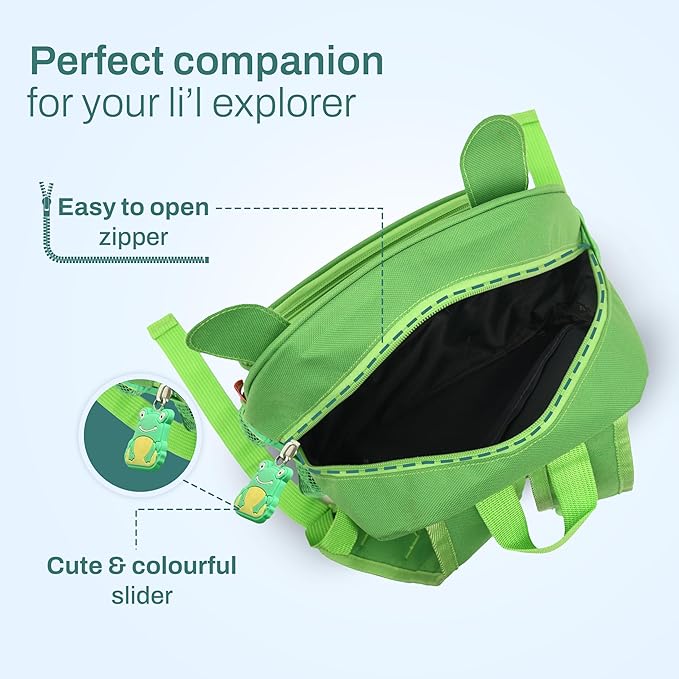 Perfect companion
for your li’l explorer
Easy to open
zipper
Cute & colourful
slider